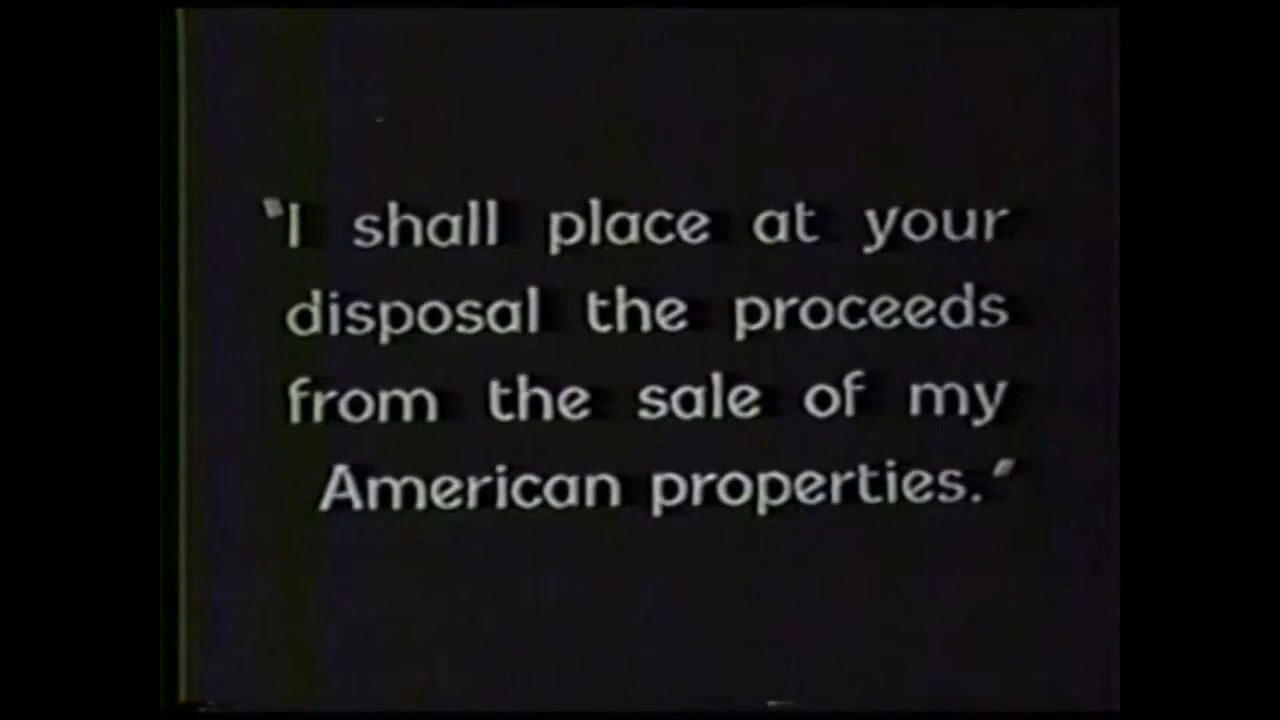 "I shall place at your
disposal the proceeds
from the sale of my
American properties."